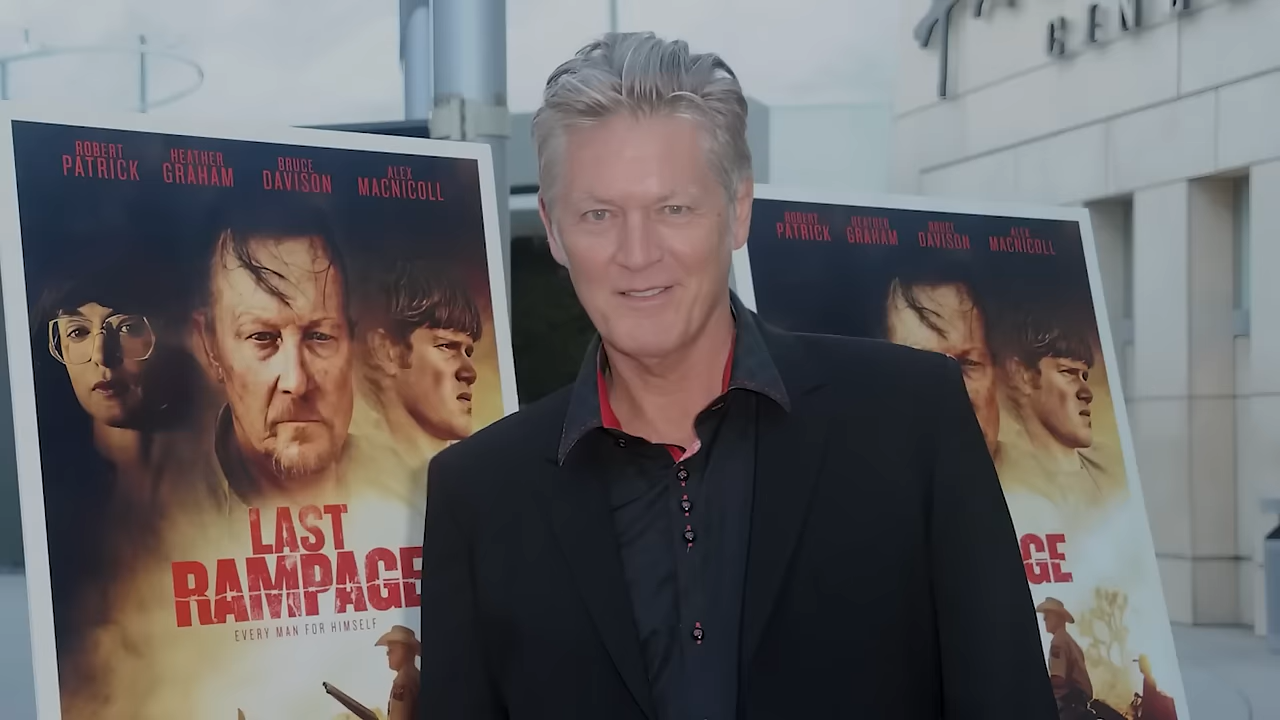 ROBERT PATRICK
HEATHER GRAHAM
BRUCE DAVISON
ALEX MACNICOLL
LAST
RAMPAGE
EVERY MAN FOR HIMSELF
ROBERT PATRICK
HEATHER GRAHAM
BRUCE DAVISON
ALEX MACNICOLL
GE